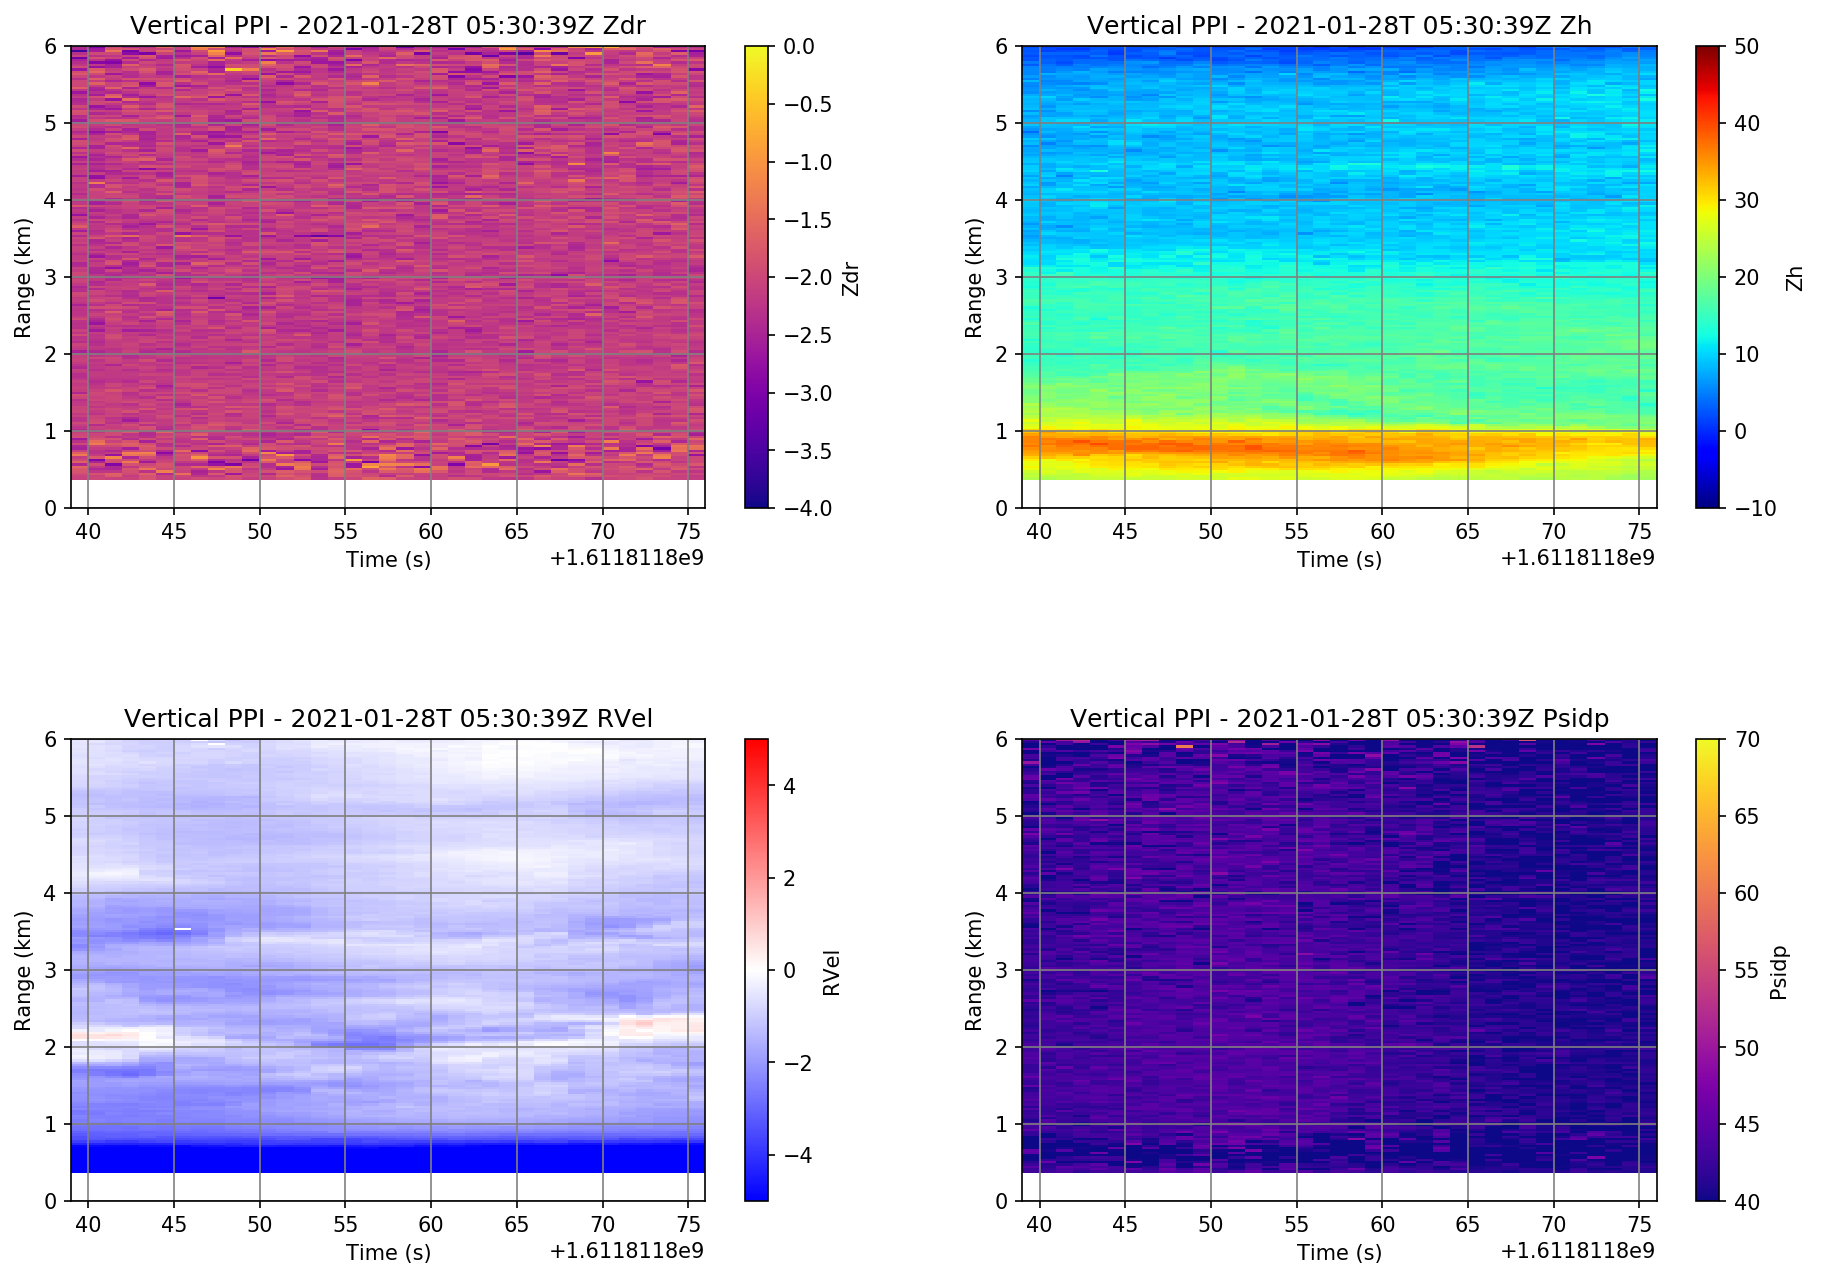 Vertical PPI - 2021-01-28T 05:30:39Z Zdr
6
5
4
3
2
1
0
Range (km)
40 45 50 55 60 65 70 75
Time (s)
+1.6118118e9
0.0
−0.5
−1.0
−1.5
−2.0
−2.5
−3.0
−3.5
−4.0
Zdr
Vertical PPI - 2021-01-28T 05:30:39Z Zh
6
5
4
3
2
1
0
Range (km)
40 45 50 55 60 65 70 75
Time (s)
+1.6118118e9
50
40
30
20
10
0
−10
Zh
Vertical PPI - 2021-01-28T 05:30:39Z RVel
6
5
4
3
2
1
0
Range (km)
40 45 50 55 60 65 70 75
Time (s)
+1.6118118e9
4
2
0
−2
−4
RVel
Vertical PPI - 2021-01-28T 05:30:39Z Psidp
6
5
4
3
2
1
0
Range (km)
40 45 50 55 60 65 70 75
Time (s)
+1.6118118e9
70
65
60
55
50
45
40
Psidp